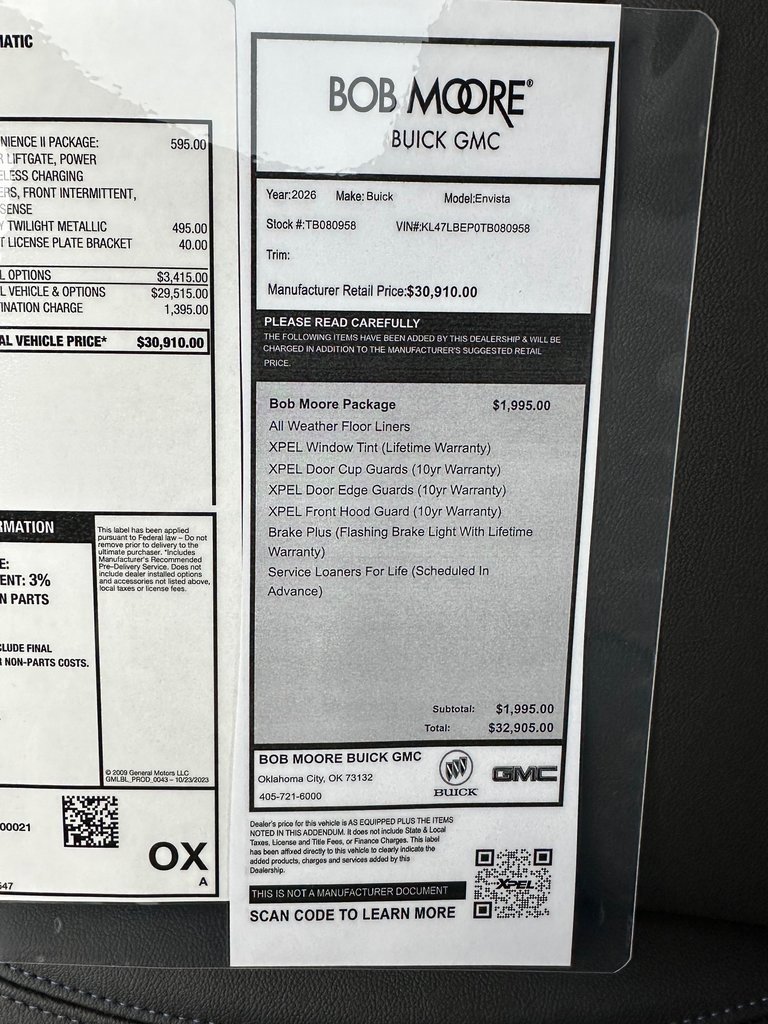 MATIC
NIENCE II PACKAGE: 595.00
R LIFTGATE, POWER
ELESS CHARGING
ERS, FRONT INTERMITTENT,
SENSE
Y TWILIGHT METALLIC 495.00
T LICENSE PLATE BRACKET 40.00
L OPTIONS $3,415.00
L VEHICLE & OPTIONS $29,515.00
INATION CHARGE 1,395.00
AL VEHICLE PRICE* $30,910.00
RMATION
E:
ENT: 3%
N PARTS
CLUDE FINAL
R NON-PARTS COSTS.
This label has been applied
pursuant to Federal law – Do not
remove prior to delivery to the
ultimate purchaser. *Includes
Manufacturer's Recommended
Pre-Delivery Service. Does not
include dealer installed options
and accessories not listed above,
local taxes or license fees.
© 2009 General Motors LLC
GMLBL_PROD_0043 – 10/23/2023
00021
OX
A
547
BOB MOORE®
BUICK GMC
Year:2026 Make: Buick Model:Envista
Stock #:TB080958 VIN#:KL47LBEP0TB080958
Trim:
Manufacturer Retail Price:$30,910.00
PLEASE READ CAREFULLY
THE FOLLOWING ITEMS HAVE BEEN ADDED BY THIS DEALERSHIP & WILL BE
CHARGED IN ADDITION TO THE MANUFACTURER'S SUGGESTED RETAIL
PRICE.
Bob Moore Package $1,995.00
All Weather Floor Liners
XPEL Window Tint (Lifetime Warranty)
XPEL Door Cup Guards (10yr Warranty)
XPEL Door Edge Guards (10yr Warranty)
XPEL Front Hood Guard (10yr Warranty)
Brake Plus (Flashing Brake Light With Lifetime
Warranty)
Service Loaners For Life (Scheduled In
Advance)
Subtotal: $1,995.00
Total: $32,905.00
BOB MOORE BUICK GMC
Oklahoma City, OK 73132
405-721-6000
BUICK
GMC
Dealer's price for this vehicle is AS EQUIPPED PLUS THE ITEMS
NOTED IN THIS ADDENDUM. It does not include State & Local
Taxes, License and Title Fees, or Finance Charges. This label
has been affixed directly to this vehicle to clearly indicate the
added products, charges and services added by this
Dealership.
THIS IS NOT A MANUFACTURER DOCUMENT
SCAN CODE TO LEARN MORE
XPEL